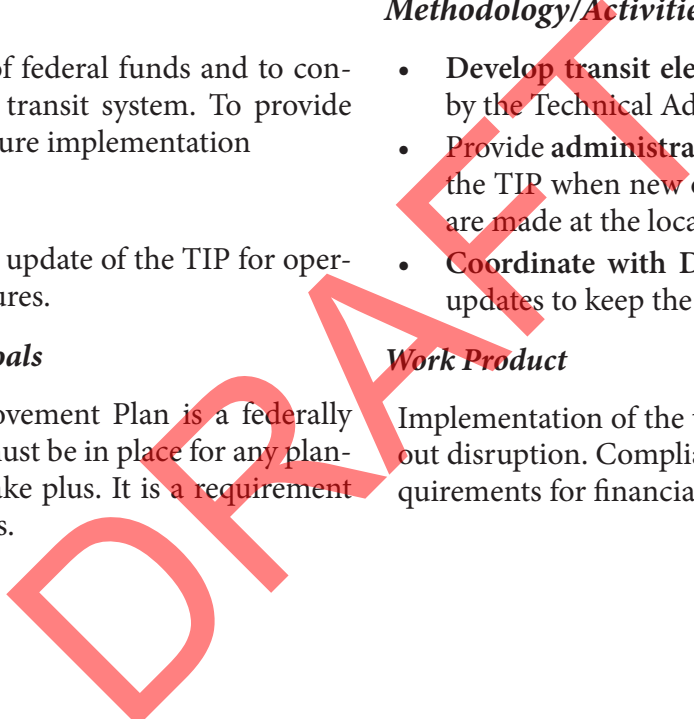 of federal funds and to con-
transit system. To provide
ure implementation
update of the TIP for oper-
ures.
oals
ovement Plan is a federally
must be in place for any plan-
ake plus. It is a requirement
s.
Methodology/Activitie
• Develop transit ele
by the Technical Ad
• Provide administra
the TIP when new
are made at the loca
• Coordinate with D
updates to keep the
Work Product
Implementation of the
out disruption. Complia
quirements for financia
DRAFT